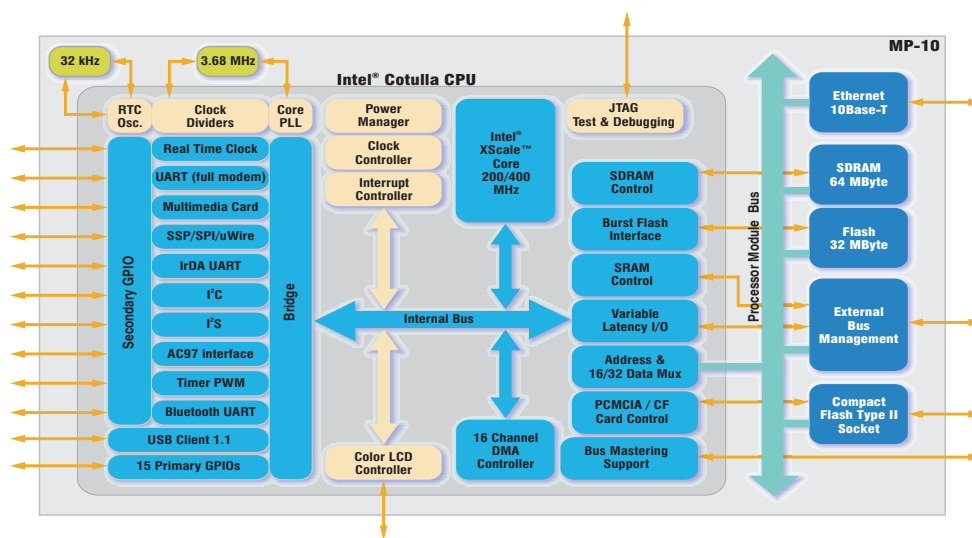 MP-10
32 kHz
3.68 MHz
Intel® Cotulla CPU
RTC
Osc.
Clock
Dividers
Core
PLL
Power
Manager
Clock
Controller
Interrupt
Controller
Intel®
XScale™
Core
200/400
MHz
JTAG
Test & Debugging
Secondary GPIO
Real Time Clock
UART (full modem)
Multimedia Card
SSP/SPI/uWire
IrDA UART
I²C
I²S
AC97 interface
Timer PWM
Bluetooth UART
USB Client 1.1
15 Primary GPIOs
Bridge
Internal Bus
Color LCD
Controller
16 Channel
DMA
Controller
SDRAM
Control
Burst Flash
Interface
SRAM
Control
Variable
Latency I/O
Address &
16/32 Data Mux
PCMCIA / CF
Card Control
Bus Mastering
Support
Processor Module Bus
Ethernet
10Base-T
SDRAM
64 MByte
Flash
32 MByte
External
Bus
Management
Compact
Flash Type II
Socket